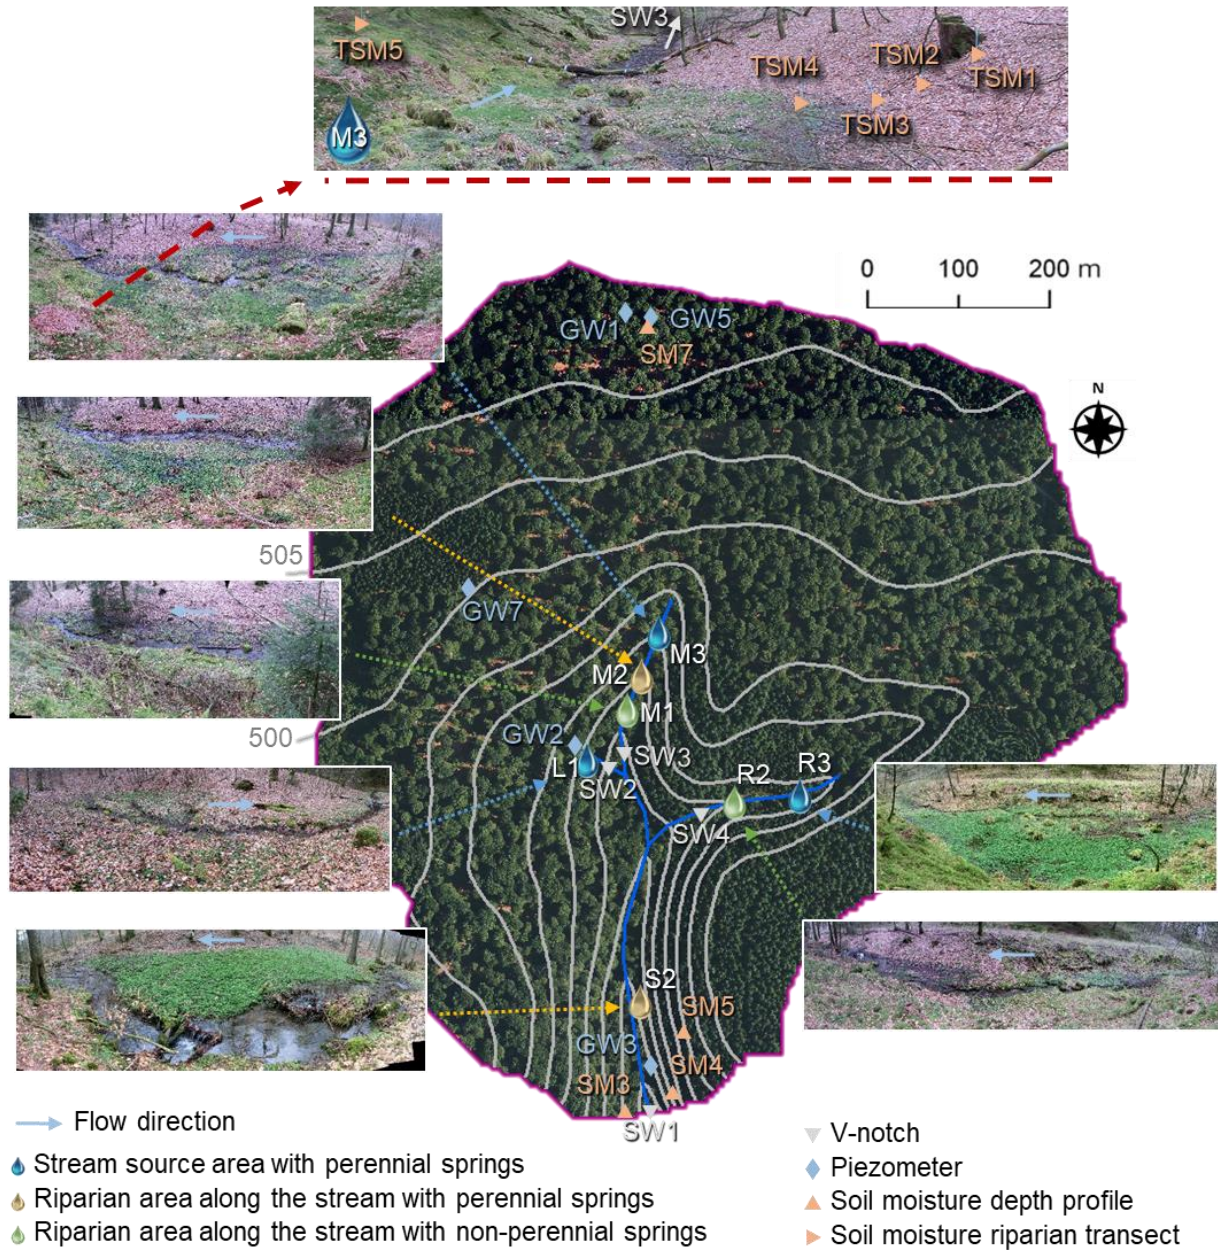 SW3
TSM5
TSM4
TSM2
TSM1
TSM3
M3
0 100 200 m
N
GW1
GW5
SM7
505
GW7
M3
M2
M1
500
GW2
SW3
L1
SW2
R2
R3
SW4
S2
SM5
GW3
SM4
SM3
SW1
Flow direction
Stream source area with perennial springs
Riparian area along the stream with perennial springs
Riparian area along the stream with non-perennial springs
V-notch
Piezometer
Soil moisture depth profile
Soil moisture riparian transect